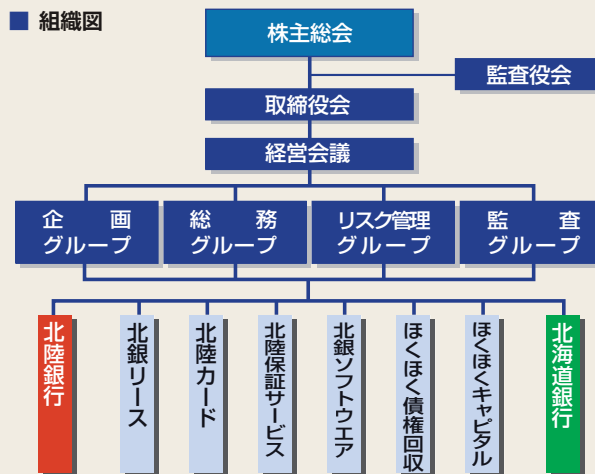 ■ 組織図
株主総会
監査役会
取締役会
経営会議
企画
グループ
総務
グループ
リスク管理
グループ
監査
グループ
北陸銀行
北銀リース
北陸カード
北陸保証サービス
北銀ソフトウエア
ほくほく債権回収
ほくほくキャピタル
北海道銀行